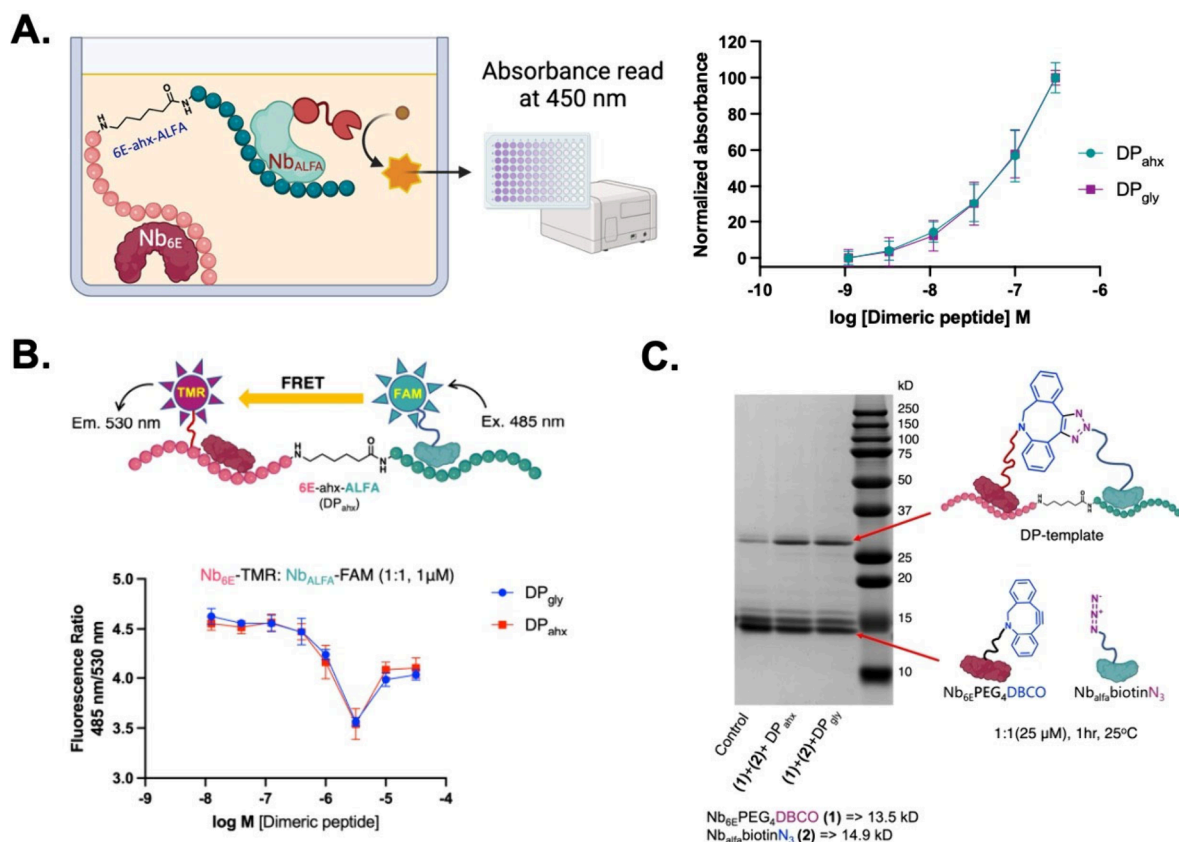 A.
6E-ahx-ALFA
H
N
O
N
H
Nb6E
NbALFA
Absorbance read
at 450 nm
Normalized absorbance
120
100
80
60
40
20
0
-10
-9
-8
-7
-6
log [Dimeric peptide] M
DPahx
DPgly
B.
TMR
FRET
FAM
Em. 530 nm
Ex. 485 nm
H
N
O
N
H
6E-ahx-ALFA
(DPahx)
Nb6E-TMR: NbALFA-FAM (1:1, 1µM)
Fluorescence Ratio
485 nm/530 nm
5.0
4.5
4.0
3.5
3.0
-9
-8
-7
-6
-5
-4
log M [Dimeric peptide]
DPgly
DPahx
C.
kD
250
150
100
75
50
37
25
20
15
10
Control
(1)+(2)+ DPahx
(1)+(2)+DPgly
N
N
N
N
H
N
O
N
H
DP-template
N
N-
N+
N
Nb6EPEG4DBCO
NbalfabiotinN3
1:1(25 µM), 1hr, 25°C
Nb6EPEG4DBCO (1) => 13.5 kD
NbalfabiotinN3 (2) => 14.9 kD